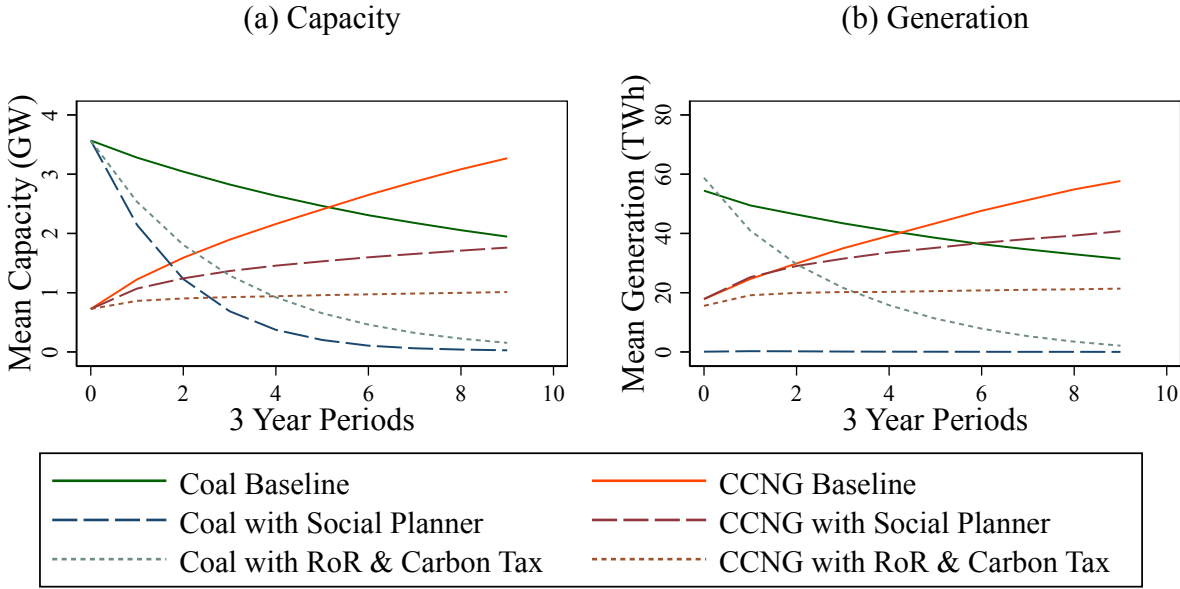 (a) Capacity
(b) Generation
Mean Capacity (GW)
4
3
2
1
0
0 2 4 6 8 10
3 Year Periods
Mean Generation (TWh)
80
60
40
20
0
0 2 4 6 8 10
3 Year Periods
Coal Baseline
CCNG Baseline
Coal with Social Planner
CCNG with Social Planner
Coal with RoR & Carbon Tax
CCNG with RoR & Carbon Tax